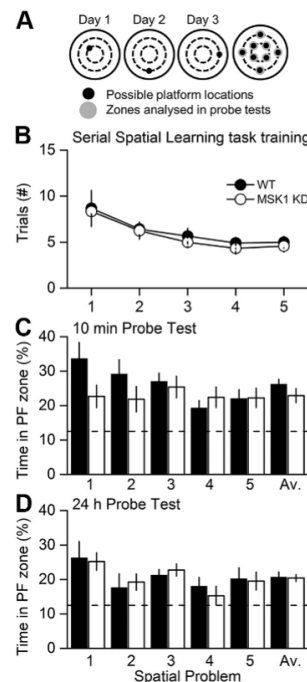 A
Day 1 Day 2 Day 3
Possible platform locations
Zones analysed in probe tests
B Serial Spatial Learning task training
Trials (#)
15
10
5
0
WT
MSK1 KD
1 2 3 4 5
C 10 min Probe Test
Time in PF zone (%)
40
30
20
10
0
1 2 3 4 5 Av.
D 24 h Probe Test
Time in PF zone (%)
40
30
20
10
0
1 2 3 4 5 Av.
Spatial Problem